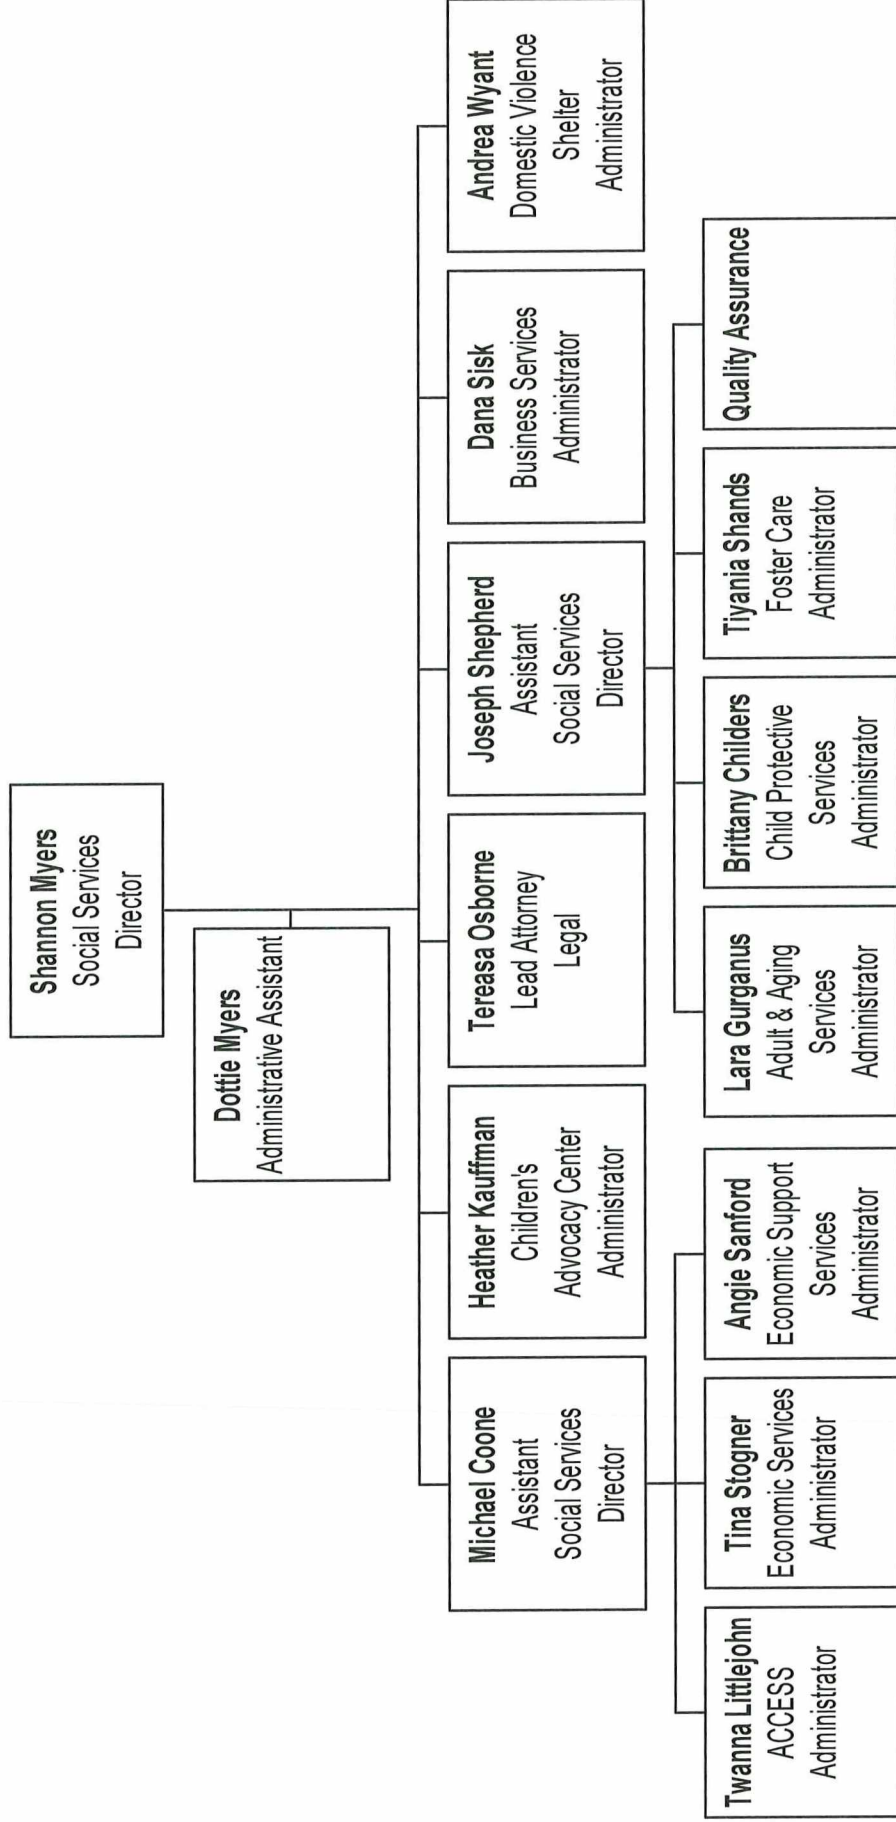 Shannon Myers
Social Services
Director
Dottie Myers
Administrative Assistant
Michael Coone
Assistant
Social Services
Director
Heather Kauffman
Children's
Advocacy Center
Administrator
Tereasa Osborne
Lead Attorney
Legal
Joseph Shepherd
Assistant
Social Services
Director
Dana Sisk
Business Services
Administrator
Andrea Wyant
Domestic Violence
Shelter
Administrator
Twanna Littlejohn
ACCESS
Administrator
Tina Stogner
Economic Services
Administrator
Angie Sanford
Economic Support
Services
Administrator
Lara Gurganus
Adult & Aging
Services
Administrator
Brittany Childers
Child Protective
Services
Administrator
Tiyania Shands
Foster Care
Administrator
Quality Assurance